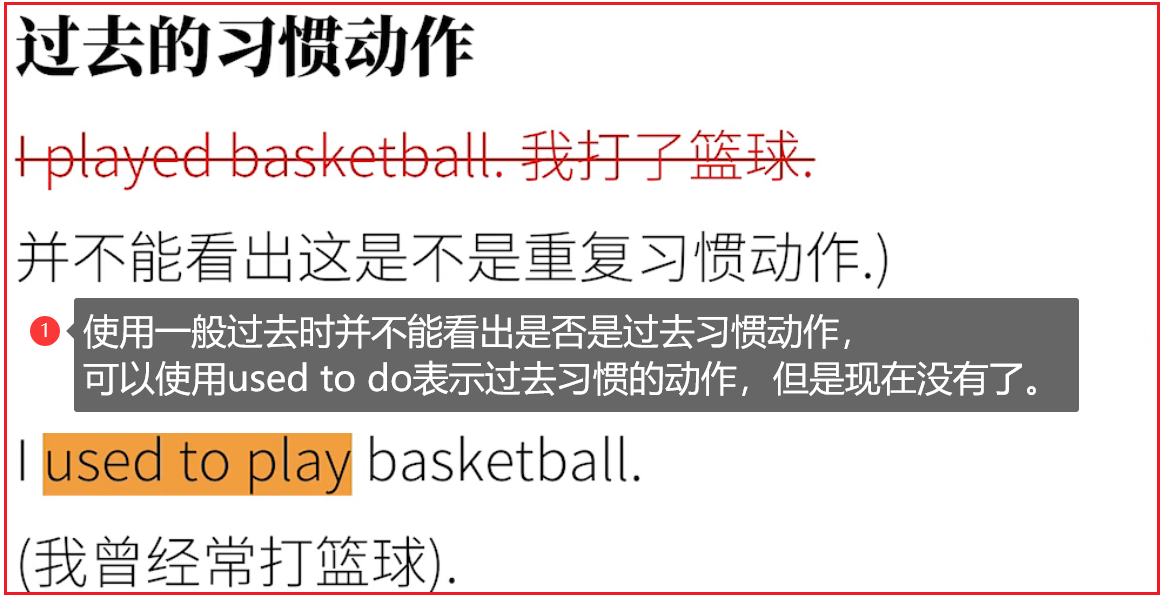 过去的习惯动作
I played basketball. 我打了篮球.
并不能看出这是不是重复习惯动作.)
1
使用一般过去时并不能看出是否是过去习惯动作，
可以使用used to do表示过去习惯的动作，但是现在没有了。
I used to play basketball.
(我曾经常打篮球).